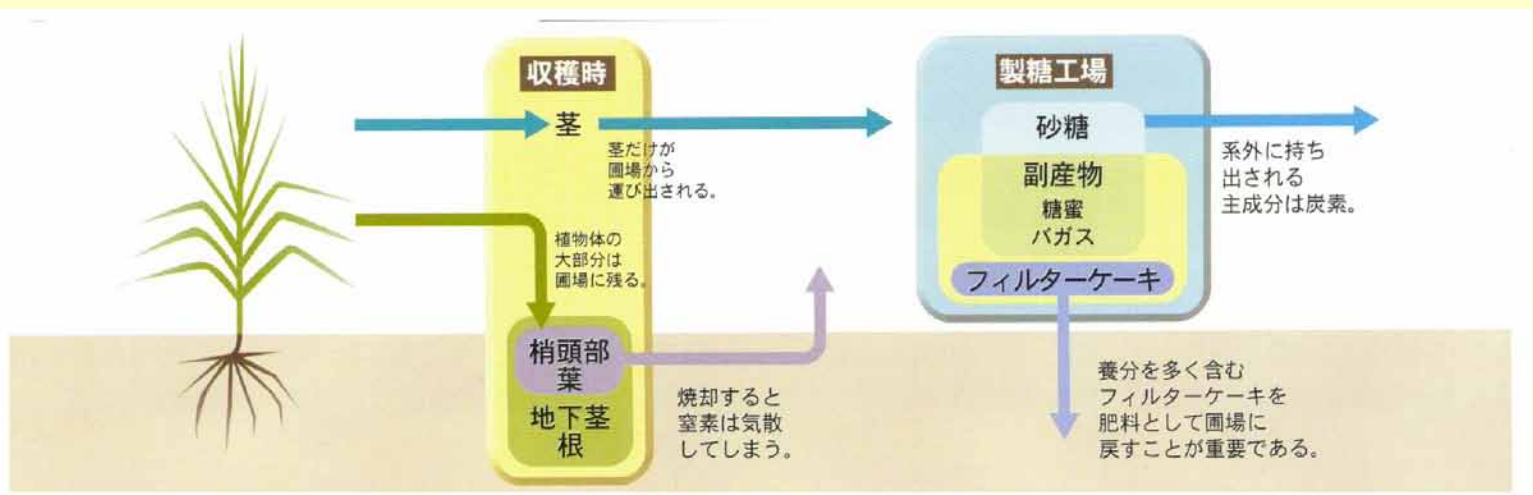 収穫時
茎
茎だけが
圃場から
運び出される。
植物体の
大部分は
圃場に残る。
梢頭部
葉
地下茎
根
焼却すると
窒素は気散
してしまう。
製糖工場
砂糖
副産物
糖蜜
バガス
フィルターケーキ
系外に持ち
出される
主成分は炭素。
養分を多く含む
フィルターケーキを
肥料として圃場に
戻すことが重要である。